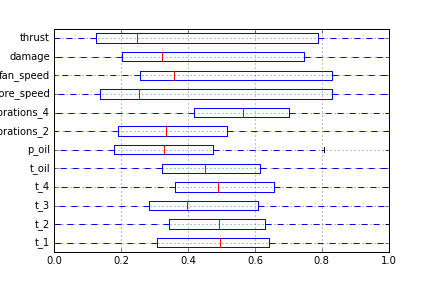 thrust
damage
fan_speed
ore_speed
orations_4
orations_2
p_oil
t_oil
t_4
t_3
t_2
t_1
0.0 0.2 0.4 0.6 0.8 1.0